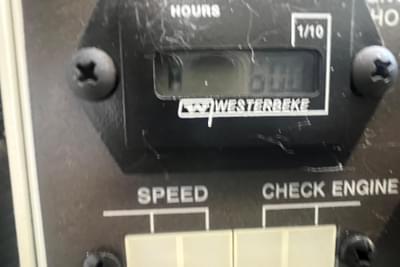 HOURS
1/10
WESTERBEKE
SPEED
CHECK ENGINE